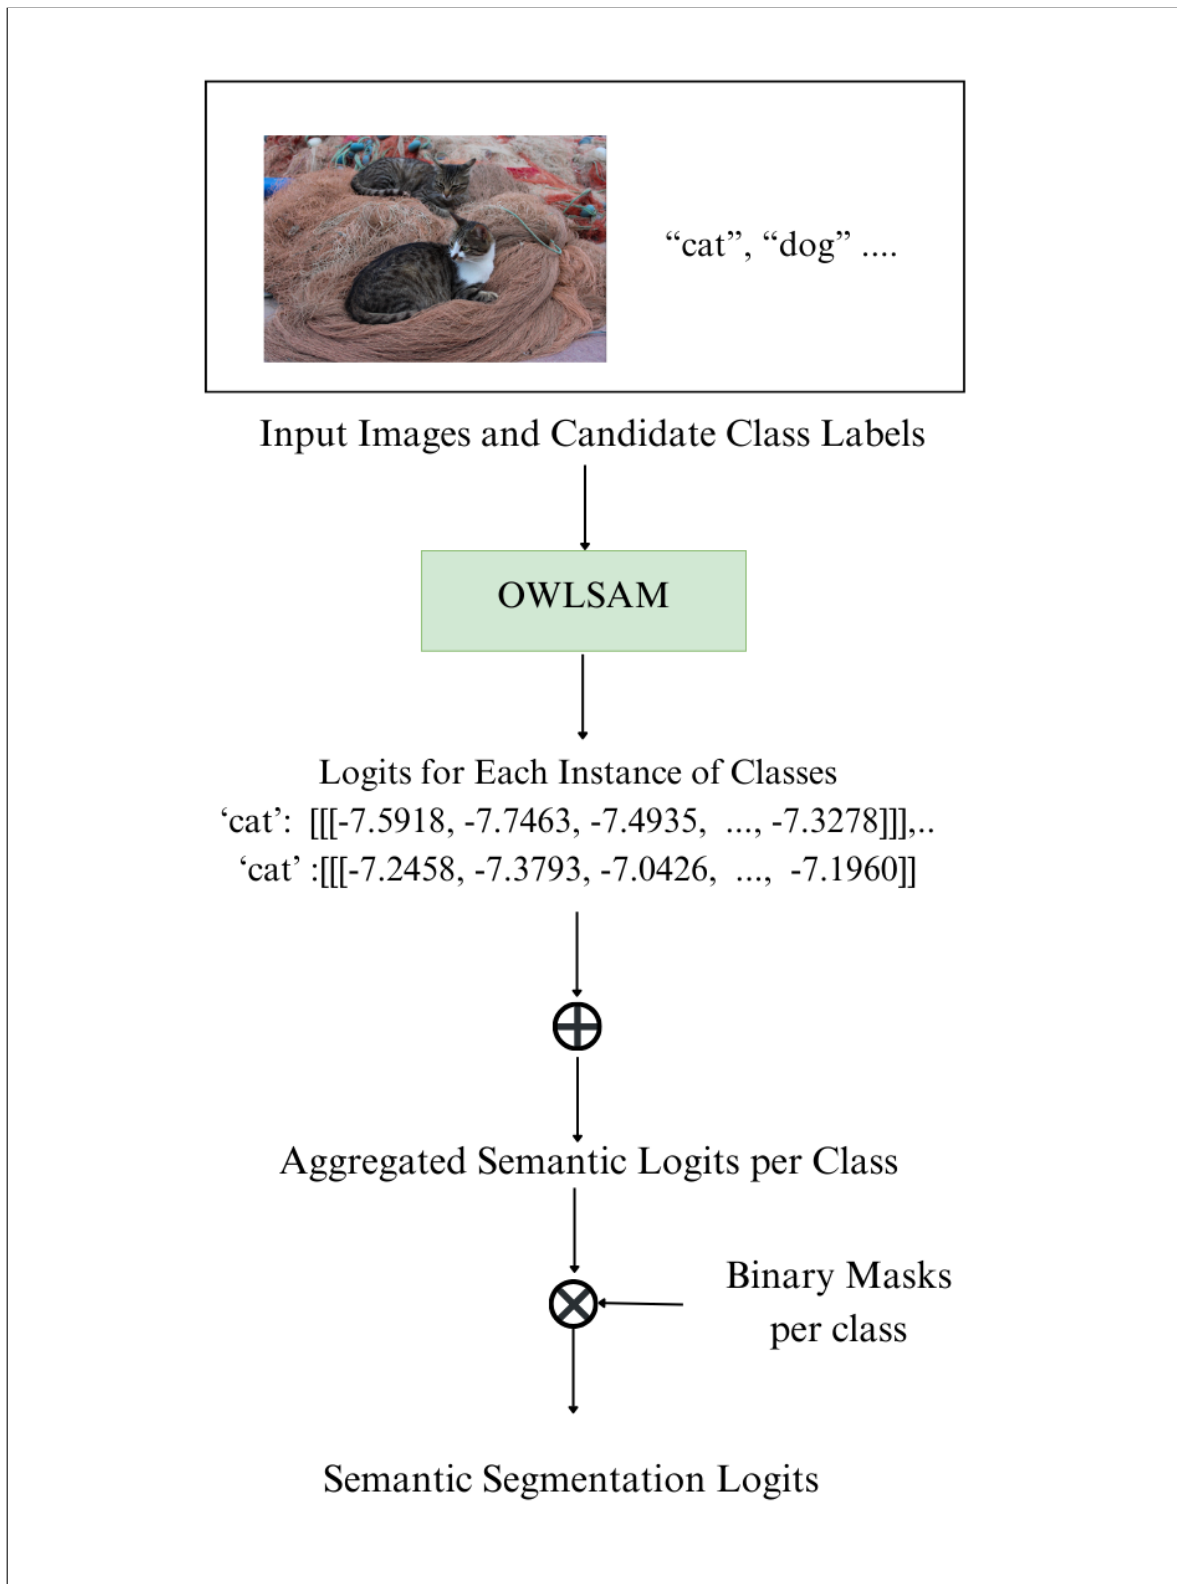 “cat”, “dog” ....
Input Images and Candidate Class Labels
OWLSAM
Logits for Each Instance of Classes
‘cat’: [[[-7.5918, -7.7463, -7.4935, ..., -7.3278]]],..
‘cat’ :[[[-7.2458, -7.3793, -7.0426, ..., -7.1960]]
Aggregated Semantic Logits per Class
Binary Masks
per class
Semantic Segmentation Logits